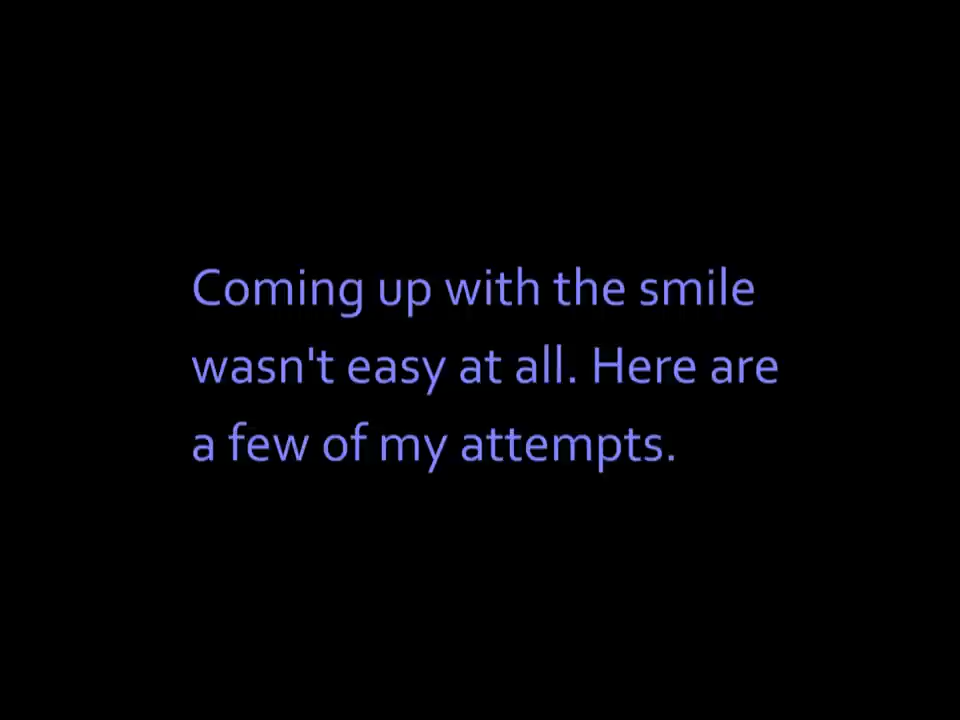 Coming up with the smile
wasn't easy at all. Here are
a few of my attempts.